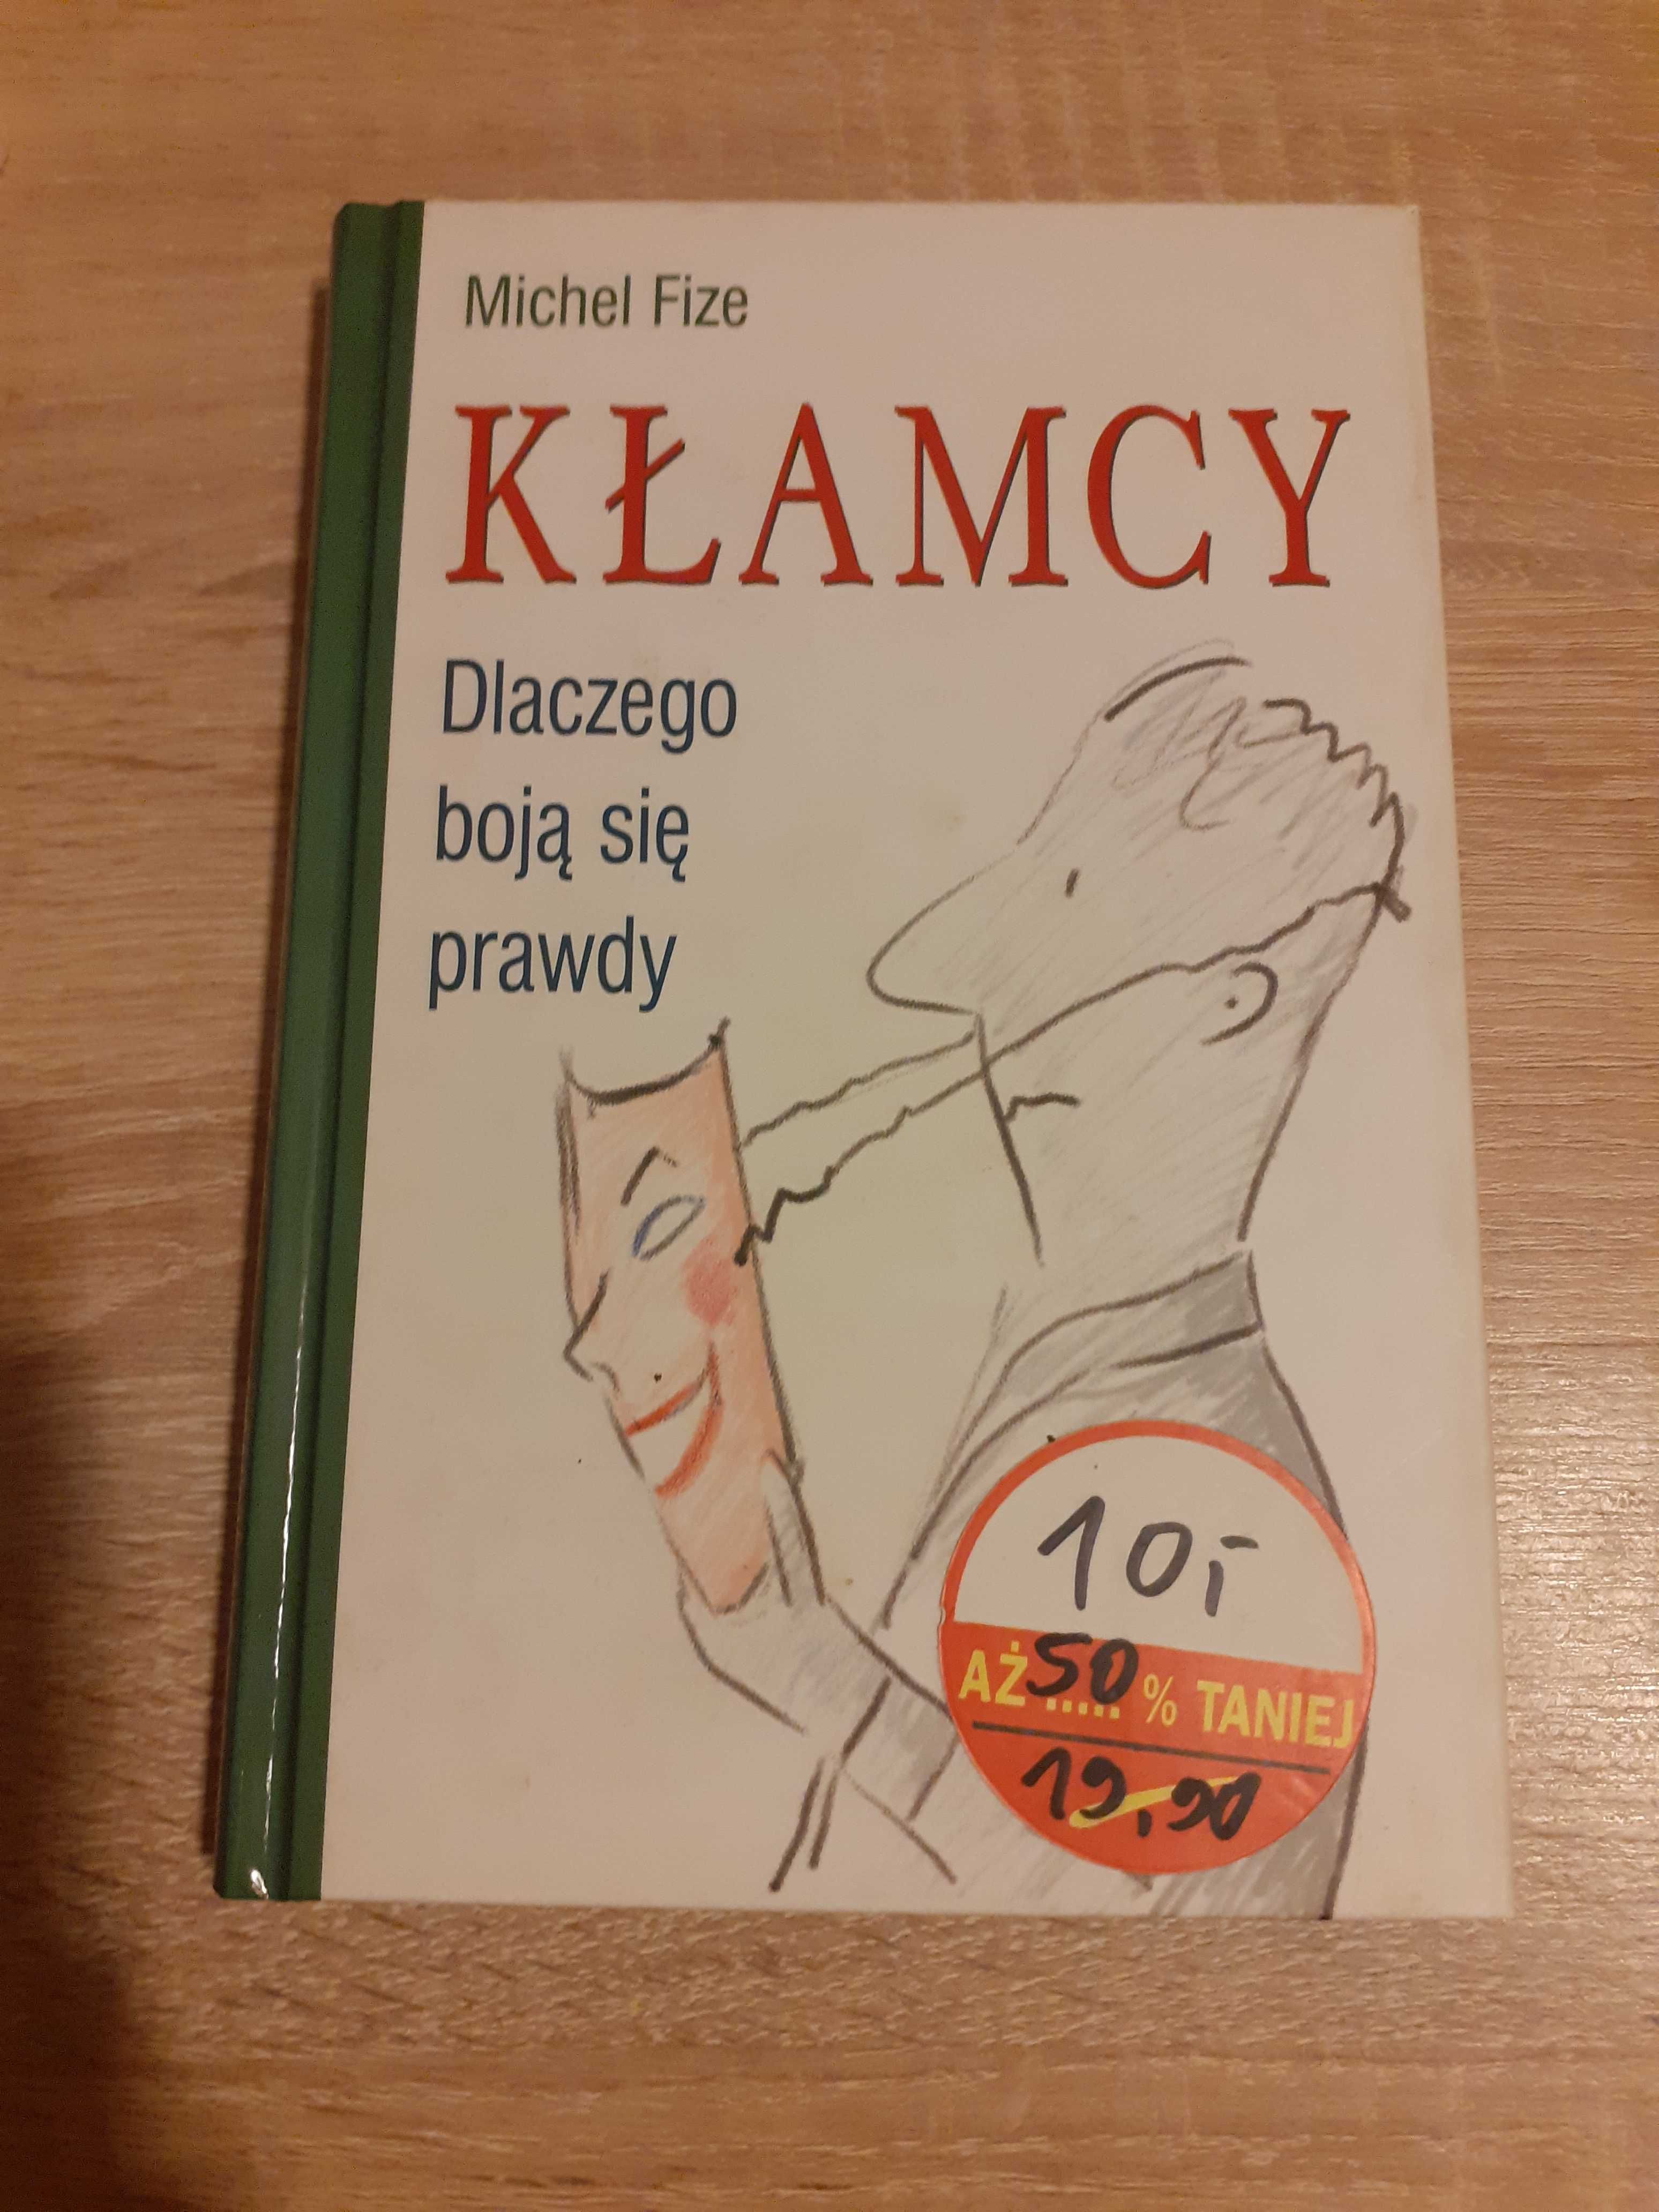 Michel Fize
KŁAMCY
Dlaczego
boją się
prawdy
10,-
AŻ 50 % TANIEJ
19,90